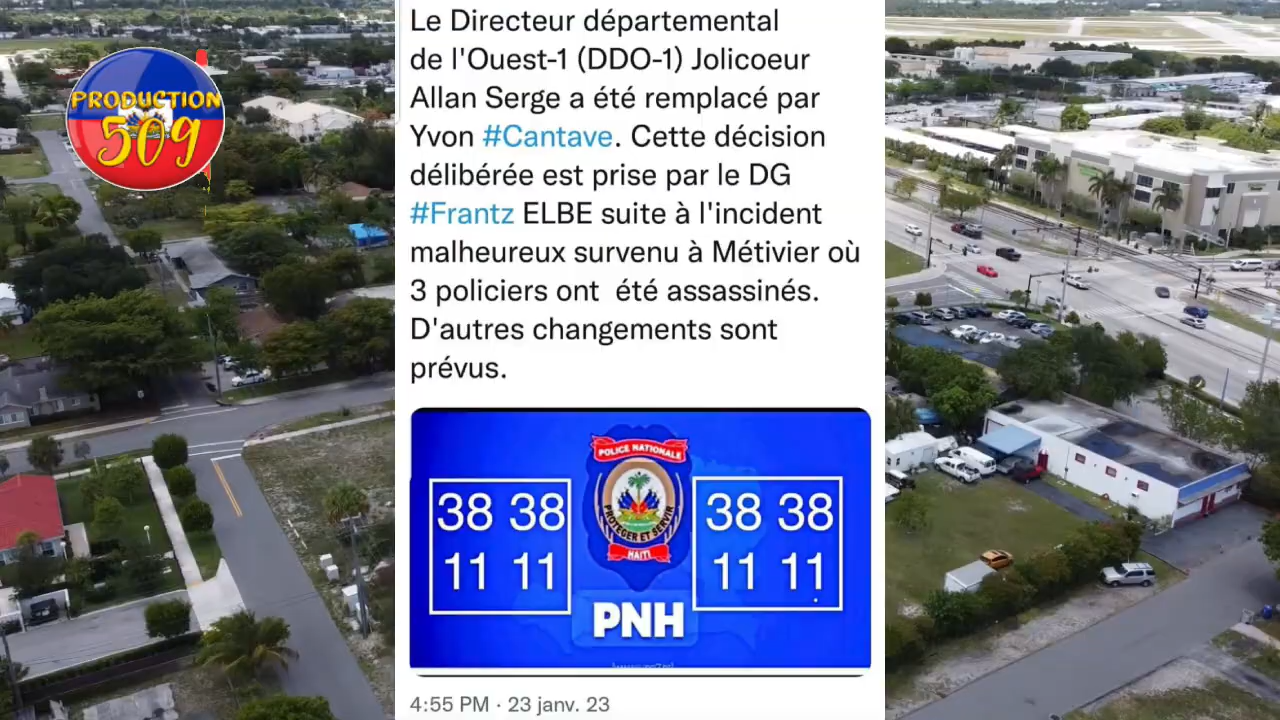 PRODUCTION
509
Le Directeur départemental
de l'Ouest-1 (DDO-1) Jolicoeur
Allan Serge a été remplacé par
Yvon #Cantave. Cette décision
délibérée est prise par le DG
#Frantz ELBE suite à l'incident
malheureux survenu à Métivier où
3 policiers ont  été assassinés.
D'autres changements sont
prévus.
POLICE NATIONALE
PROTÉGER ET SERVIR
HAITI
38 38
11 11
38 38
11 11
PNH
4:55 PM · 23 janv. 23